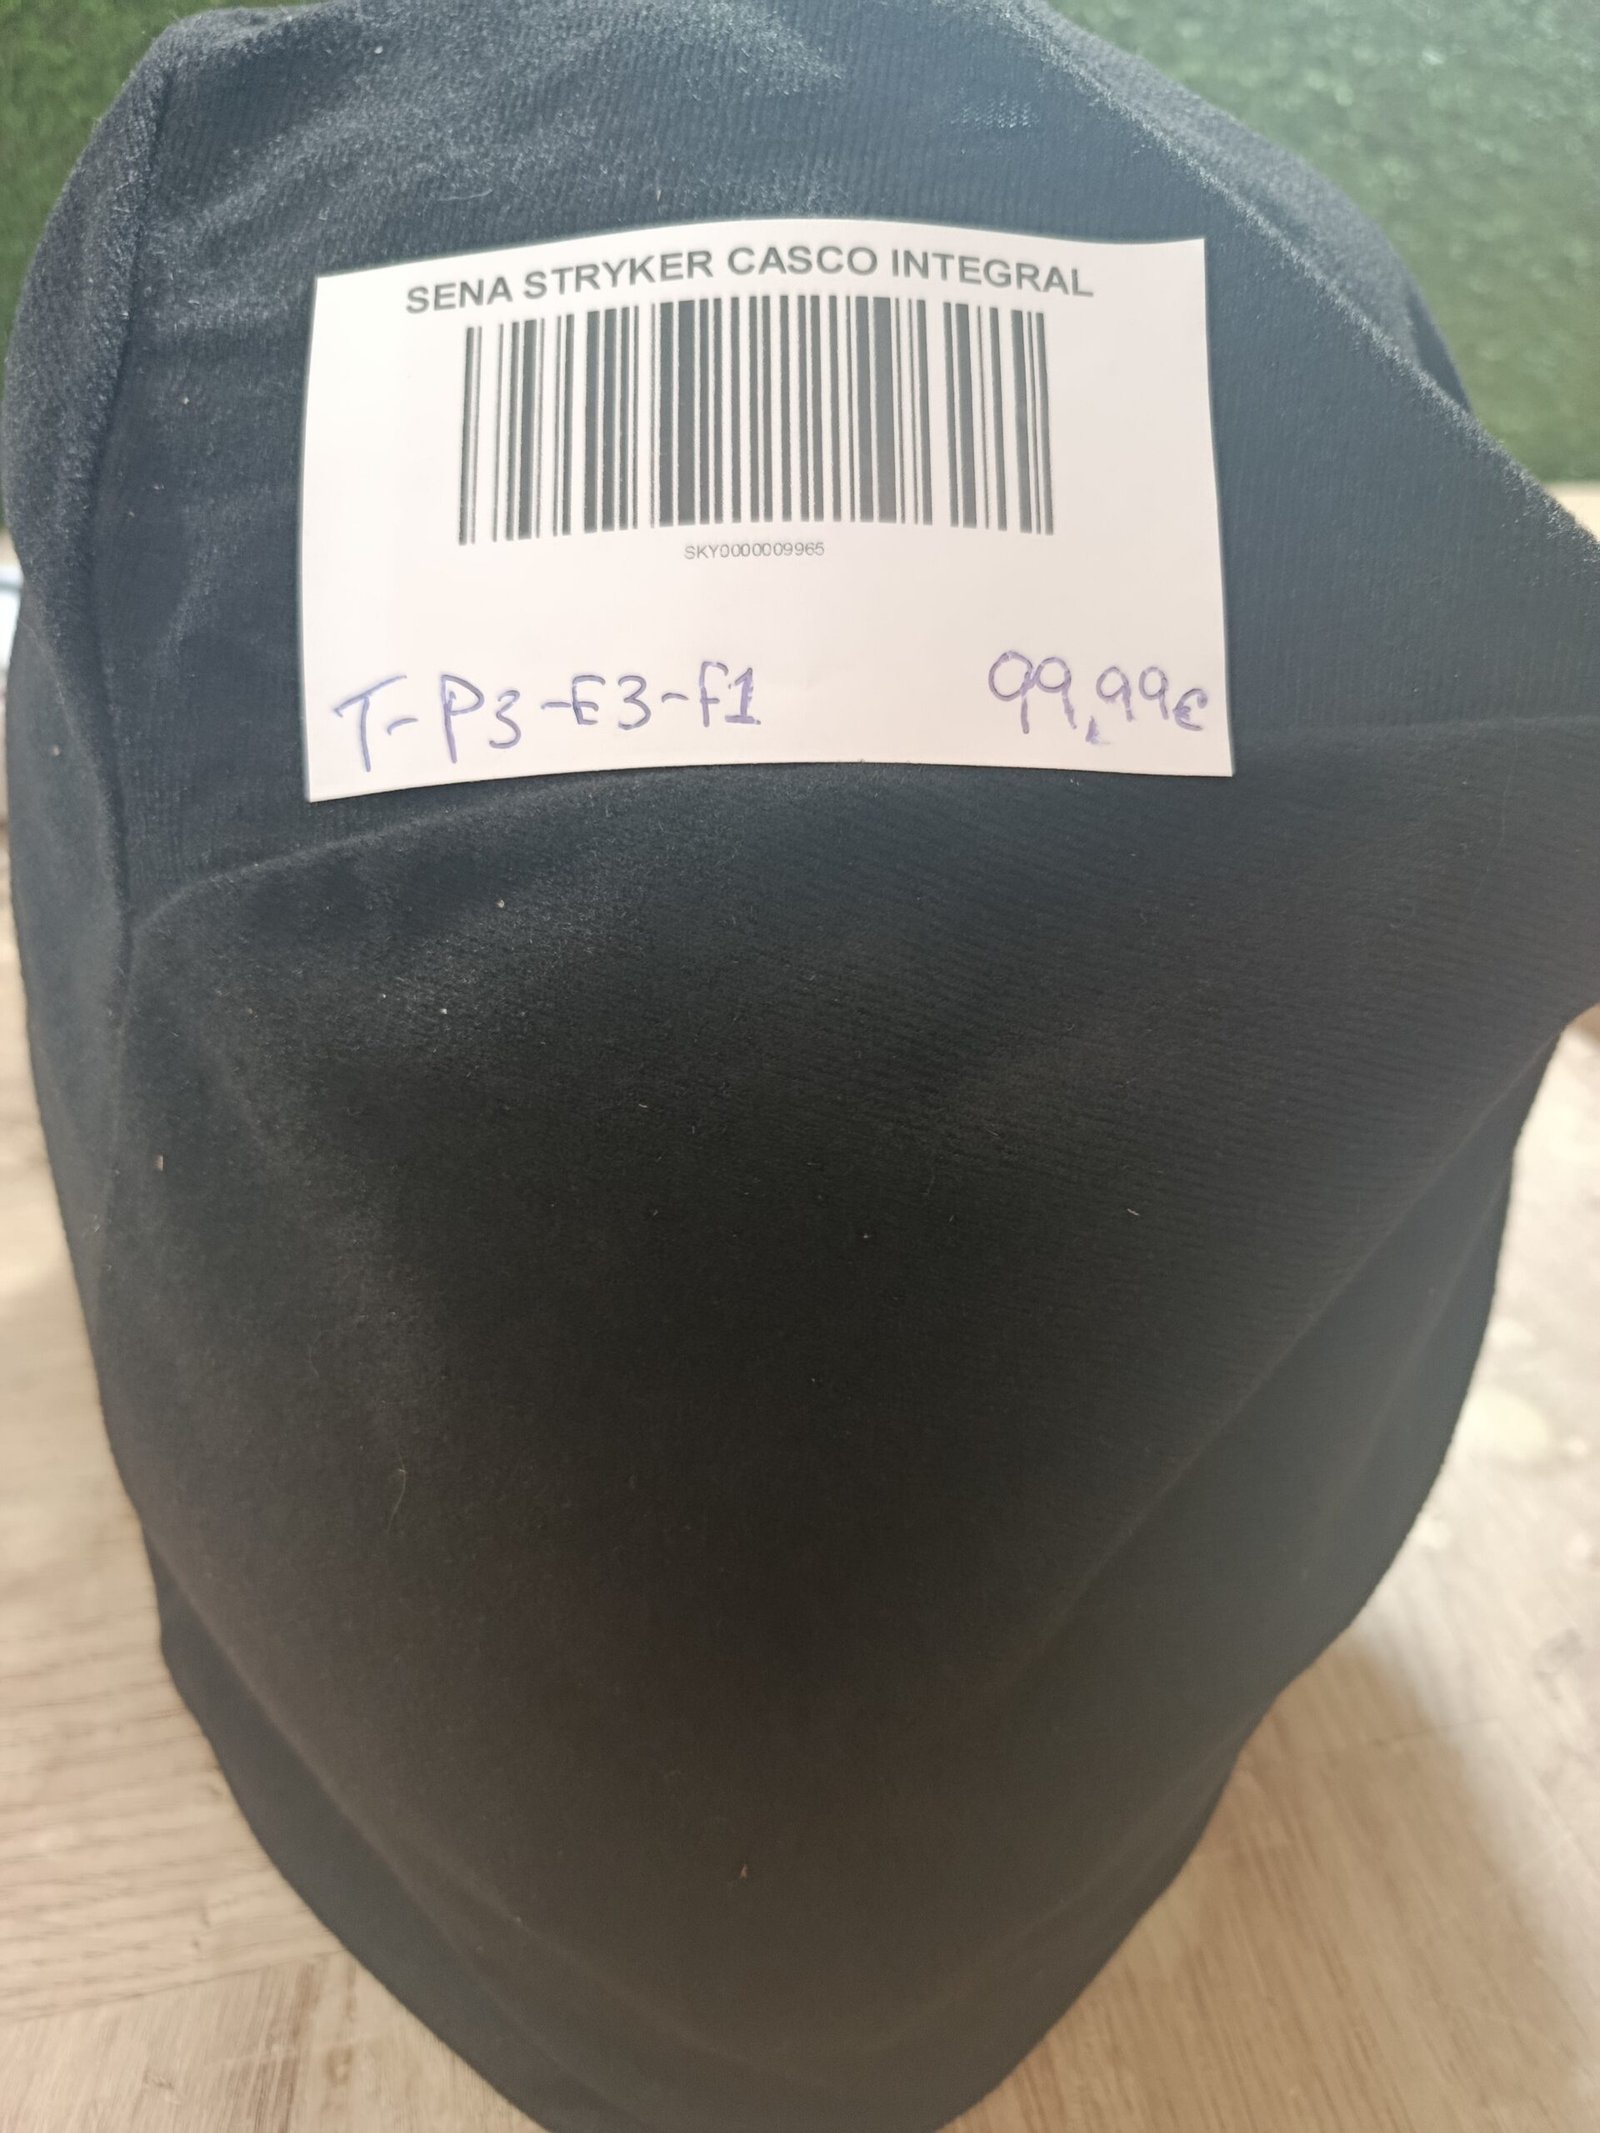 SENA STRYKER CASCO INTEGRAL
SKY0000009965
T-P3-E3-F1 99,99€